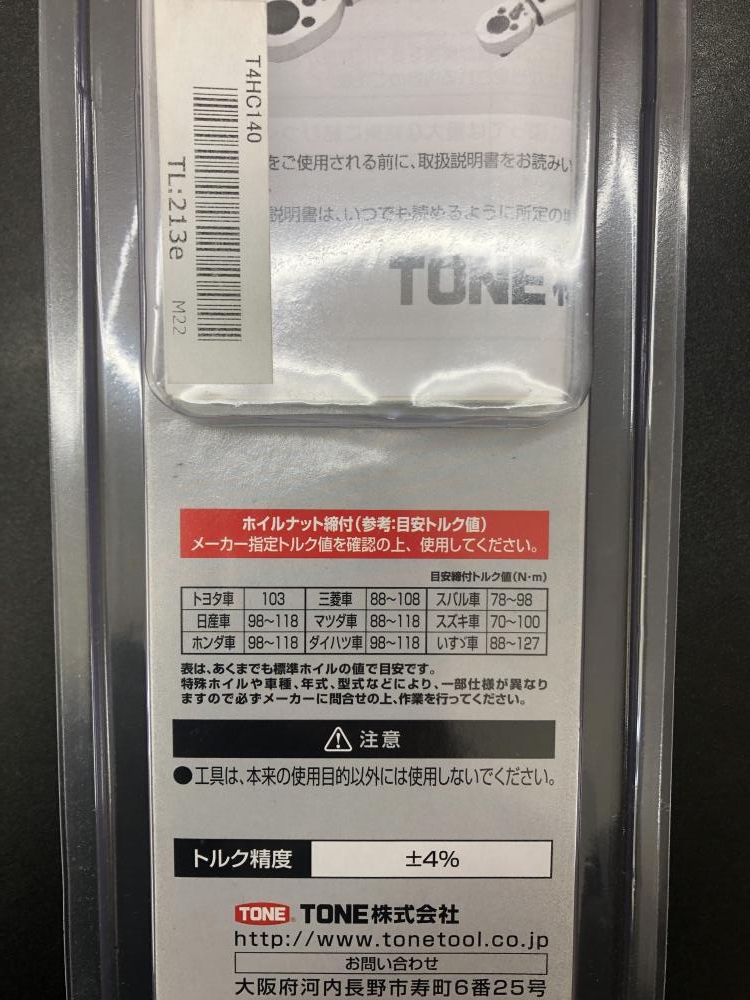 T4HC140
TL:213e
M22
をご使用される前に、取扱説明書をお読みい
説明書は、いつでも読めるように所定の
TONE
ホイルナット締付(参考:目安トルク値)
メーカー指定トルク値を確認の上、使用してください。
目安締付トルク値(N・m)
トヨタ車 103 三菱車 88〜108 スバル車 78〜98
日産車 98〜118 マツダ車 88〜118 スズキ車 70〜100
ホンダ車 98〜118 ダイハツ車 98〜118 いすゞ車 88〜127
表は、あくまでも標準ホイルの値で目安です。
特殊ホイルや車種、年式、型式などにより、一部仕様が異なり
ますので必ずメーカーに問合せの上、作業を行ってください。
注意
●工具は、本来の使用目的以外には使用しないでください。
トルク精度 ±4%
TONE TONE株式会社
http://www.tonetool.co.jp
お問い合わせ
大阪府河内長野市寿町6番25号